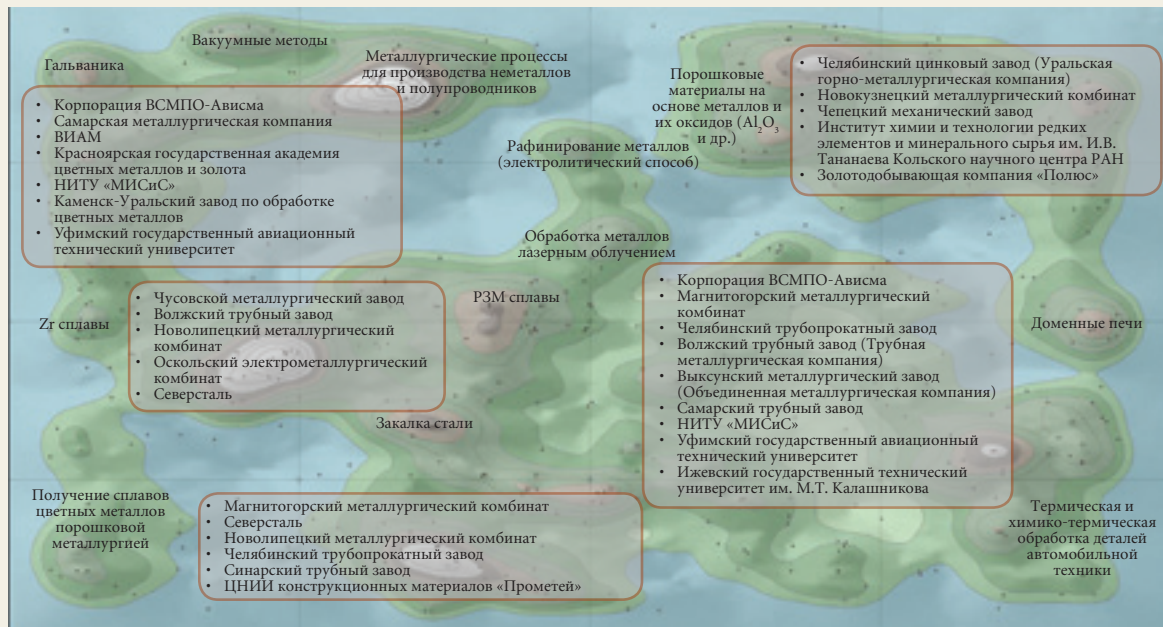 Вакуумные методы
Гальваника
Металлургические процессы
для производства неметаллов
и полупроводников
Порошковые
материалы на
основе металлов и
их оксидов (Al₂O₃
и др.)
Рафинирование металлов
(электролитический способ)
• Челябинский цинковый завод (Уральская
горно-металлургическая компания)
• Новокузнецкий металлургический комбинат
• Чепецкий механический завод
• Институт химии и технологии редких
элементов и минерального сырья им. И.В.
Тананаева Кольского научного центра РАН
• Золотодобывающая компания «Полюс»
• Корпорация ВСМПО-Ависма
• Самарская металлургическая компания
• ВИАМ
• Красноярская государственная академия
цветных металлов и золота
• НИТУ «МИСиС»
• Каменск-Уральский завод по обработке
цветных металлов
• Уфимский государственный авиационный
технический университет
Обработка металлов
лазерным облучением
Zr сплавы
• Чусовской металлургический завод
• Волжский трубный завод
• Новолипецкий металлургический
комбинат
• Оскольский электрометаллургический
комбинат
• Северсталь
РЗМ сплавы
• Корпорация ВСМПО-Ависма
• Магнитогорский металлургический
комбинат
• Челябинский трубопрокатный завод
• Волжский трубный завод (Трубная
металлургическая компания)
• Выксунский металлургический завод
(Объединенная металлургическая компания)
• Самарский трубный завод
• НИТУ «МИСиС»
• Уфимский государственный авиационный
технический университет
• Ижевский государственный технический
университет им. М.Т. Калашникова
Доменные печи
Закалка стали
Получение сплавов
цветных металлов
порошковой
металлургией
• Магнитогорский металлургический комбинат
• Северсталь
• Новолипецкий металлургический комбинат
• Челябинский трубопрокатный завод
• Синарский трубный завод
• ЦНИИ конструкционных материалов «Прометей»
Термическая и
химико-термическая
обработка деталей
автомобильной
техники